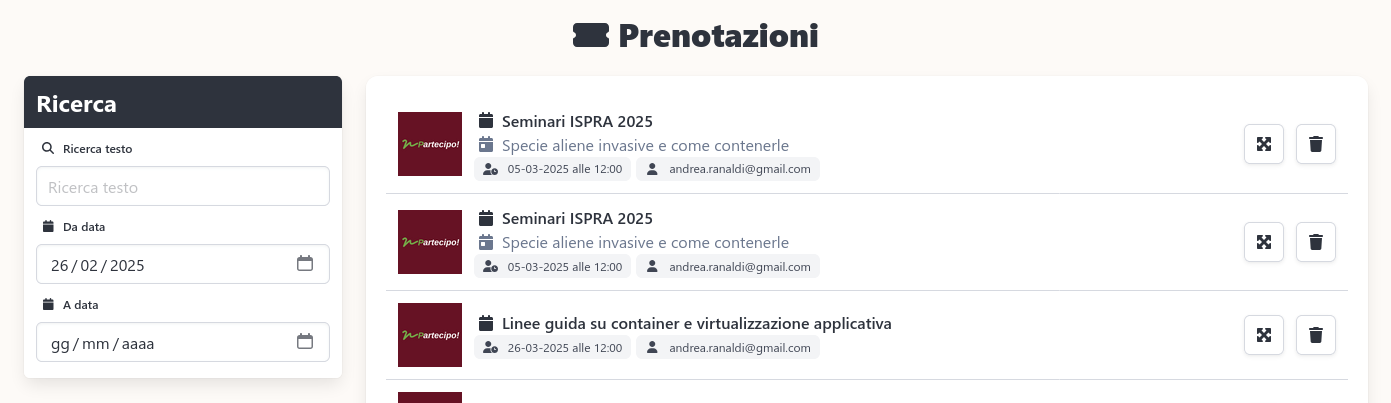 Prenotazioni
Ricerca
Ricerca testo
Ricerca testo
Da data
26 / 02 / 2025
A data
gg / mm / aaaa
Partecipo!
Seminari ISPRA 2025
Specie aliene invasive e come contenerle
05-03-2025 alle 12:00 andrea.ranaldi@gmail.com
Partecipo!
Seminari ISPRA 2025
Specie aliene invasive e come contenerle
05-03-2025 alle 12:00 andrea.ranaldi@gmail.com
Partecipo!
Linee guida su container e virtualizzazione applicativa
26-03-2025 alle 12:00 andrea.ranaldi@gmail.com